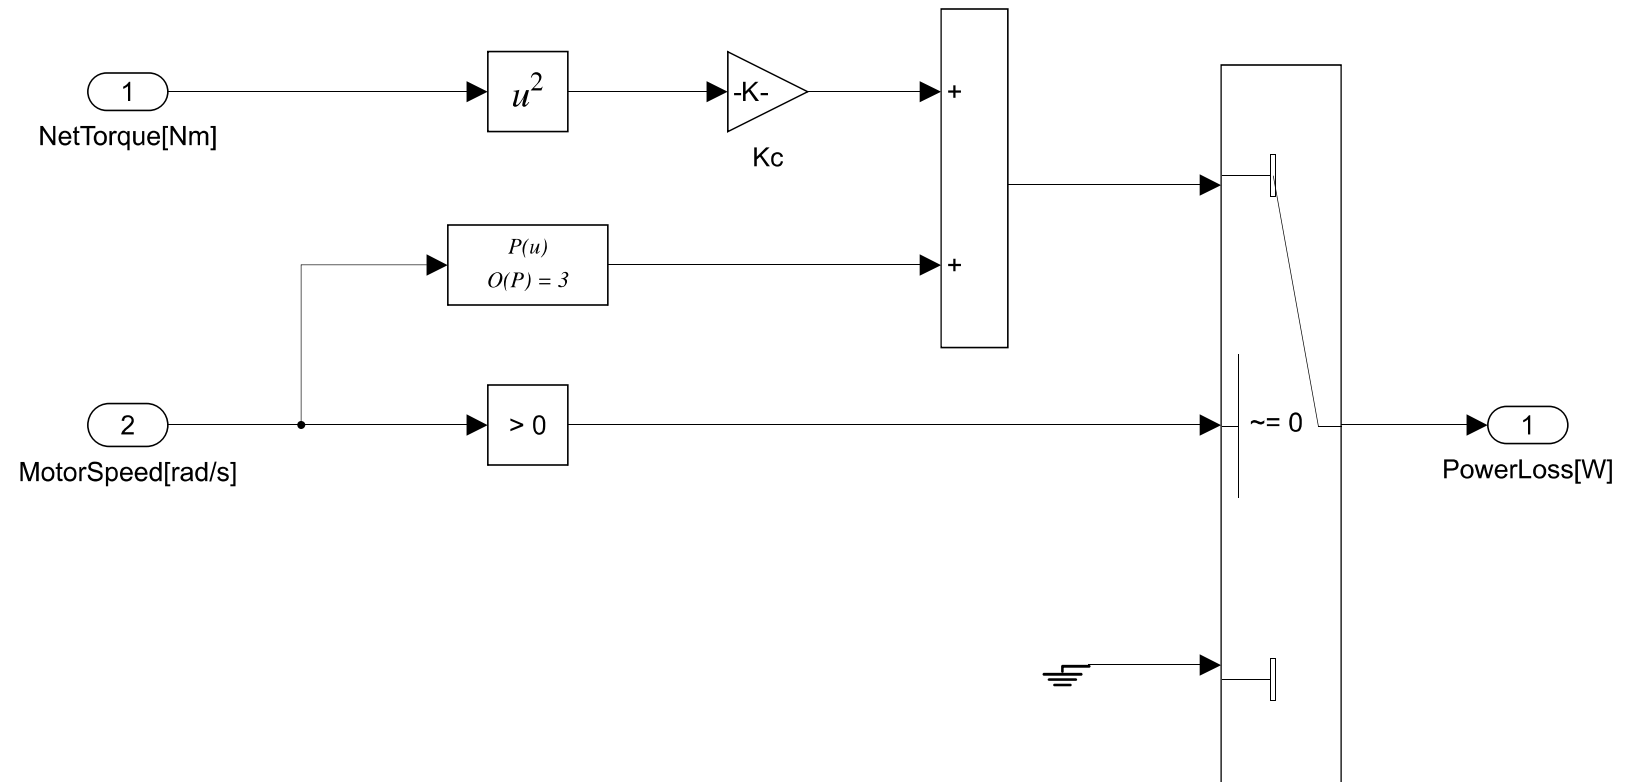 1
NetTorque[Nm]
u²
-K-
Kc
+
P(u)
O(P) = 3
+
2
MotorSpeed[rad/s]
> 0
~= 0
1
PowerLoss[W]